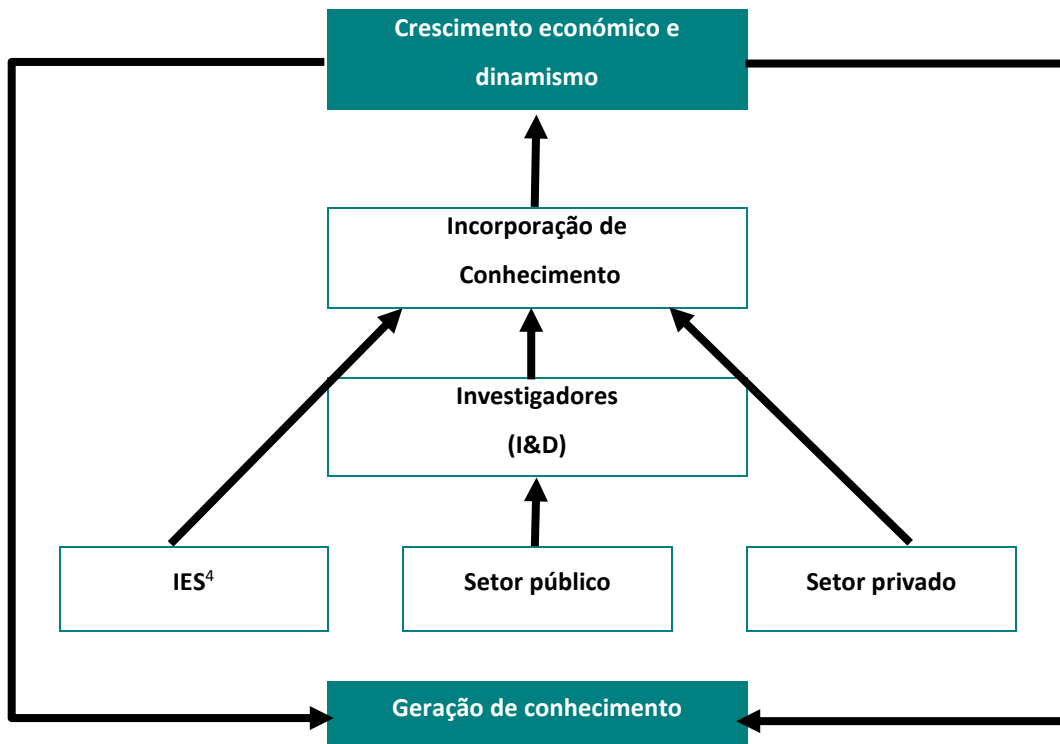 Crescimento económico e
dinamismo
Incorporação de
Conhecimento
Investigadores
(I&D)
IES⁴
Setor público
Setor privado
Geração de conhecimento